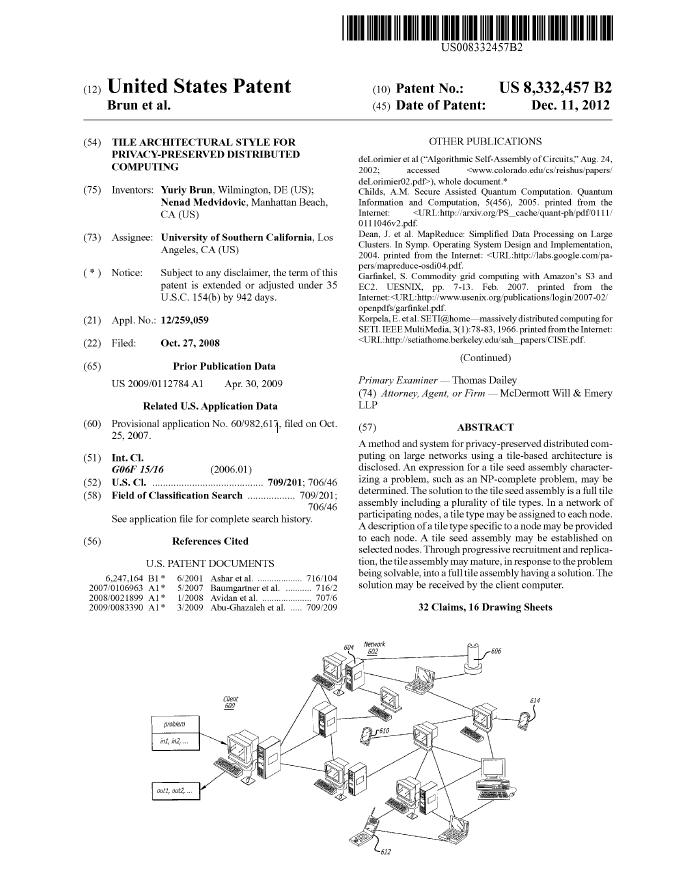 US008332457B2
(12) United States Patent
Brun et al.
(10) Patent No.: US 8,332,457 B2
(45) Date of Patent: Dec. 11, 2012
(54) TILE ARCHITECTURAL STYLE FOR
PRIVACY-PRESERVED DISTRIBUTED
COMPUTING
(75) Inventors: Yuriy Brun, Wilmington, DE (US);
Nenad Medvidovic, Manhattan Beach,
CA (US)
(73) Assignee: University of Southern California, Los
Angeles, CA (US)
( * ) Notice: Subject to any disclaimer, the term of this
patent is extended or adjusted under 35
U.S.C. 154(b) by 942 days.
(21) Appl. No.: 12/259,059
(22) Filed: Oct. 27, 2008
(65) Prior Publication Data
US 2009/0112784 A1 Apr. 30, 2009
Related U.S. Application Data
(60) Provisional application No. 60/982,617, filed on Oct.
25, 2007.
(51) Int. Cl.
G06F 15/16 (2006.01)
(52) U.S. Cl. ........................................ 709/201; 706/46
(58) Field of Classification Search ................. 709/201;
706/46
See application file for complete search history.
(56) References Cited
U.S. PATENT DOCUMENTS
6,247,164 B1 * 6/2001 Ashar et al. .................. 716/104
2007/0106963 A1 * 5/2007 Baumgartner et al. .......... 716/2
2008/0021899 A1 * 1/2008 Avidan et al. ................... 707/6
2009/0083390 A1 * 3/2009 Abu-Ghazaleh et al. ..... 709/209
OTHER PUBLICATIONS
deLorimier et al ("Algorithmic Self-Assembly of Circuits," Aug. 24,
2002; accessed <www.colorado.edu/cs/reishus/papers/
deLorimier02.pdf>), whole document.*
Childs, A.M. Secure Assisted Quantum Computation. Quantum
Information and Computation, 5(456), 2005. printed from the
Internet: <URL:http://arxiv.org/PS_cache/quant-ph/pdf/0111/
0111046v2.pdf.
Dean, J. et al. MapReduce: Simplified Data Processing on Large
Clusters. In Symp. Operating System Design and Implementation,
2004. printed from the Internet: <URL:http://labs.google.com/pa-
pers/mapreduce-osdi04.pdf.
Garfinkel, S. Commodity grid computing with Amazon's S3 and
EC2. UESNIX, pp. 7-13. Feb. 2007. printed from the
Internet:<URL:http://www.usenix.org/publications/login/2007-02/
openpdfs/garfinkel.pdf.
Korpela, E. et al. SETI@home—massively distributed computing for
SETI. IEEE MultiMedia, 3(1):78-83, 1966. printed from the Internet:
<URL:http://setiathome.berkeley.edu/sah_papers/CISE.pdf.
(Continued)
Primary Examiner — Thomas Dailey
(74) Attorney, Agent, or Firm — McDermott Will & Emery
LLP
(57) ABSTRACT
A method and system for privacy-preserved distributed com-
puting on large networks using a tile-based architecture is
disclosed. An expression for a tile seed assembly character-
izing a problem, such as an NP-complete problem, may be
determined. The solution to the tile seed assembly is a full tile
assembly including a plurality of tile types. In a network of
participating nodes, a tile type may be assigned to each node.
A description of a tile type specific to a node may be provided
to each node. A tile seed assembly may be established on
selected nodes. Through progressive recruitment and replica-
tion, the tile assembly may mature, in response to the problem
being solved, into a full tile assembly having a solution. The
solution may be received by the client computer.
32 Claims, 16 Drawing Sheets
604
Network
602
606
Client
600
614
problem
610
in1, in2, ...
out1, out2, ...
612